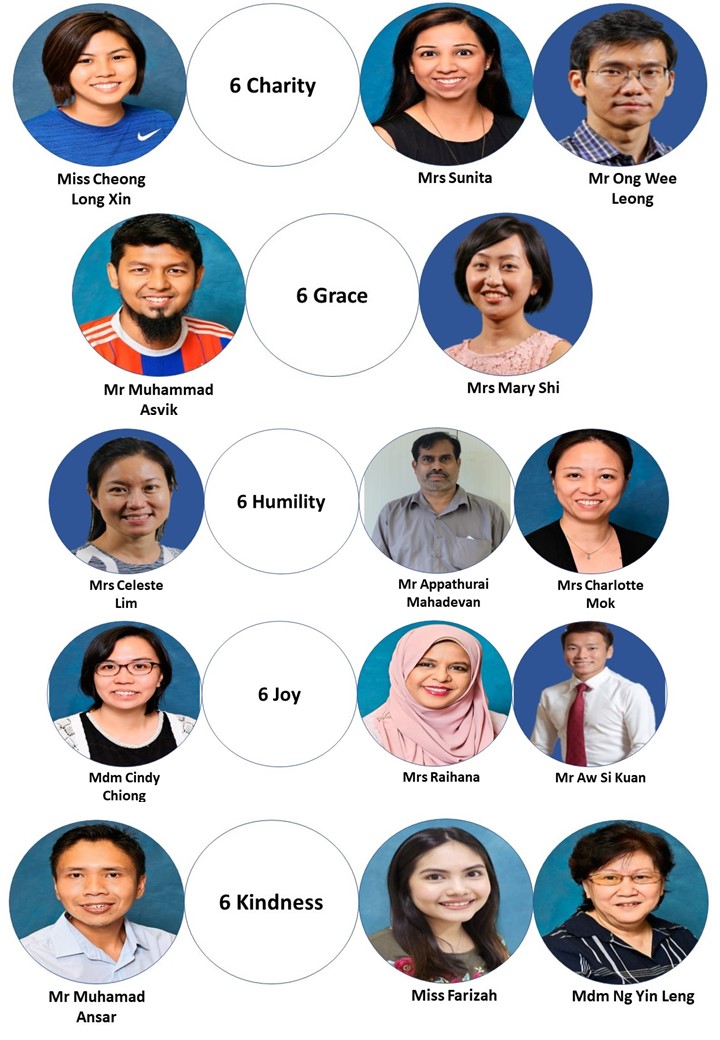 6 Charity
Miss Cheong
Long Xin
Mrs Sunita
Mr Ong Wee
Leong
6 Grace
Mr Muhammad
Asvik
Mrs Mary Shi
6 Humility
Mrs Celeste
Lim
Mr Appathurai
Mahadevan
Mrs Charlotte
Mok
6 Joy
Mdm Cindy
Chiong
Mrs Raihana
Mr Aw Si Kuan
6 Kindness
Mr Muhamad
Ansar
Miss Farizah
Mdm Ng Yin Leng